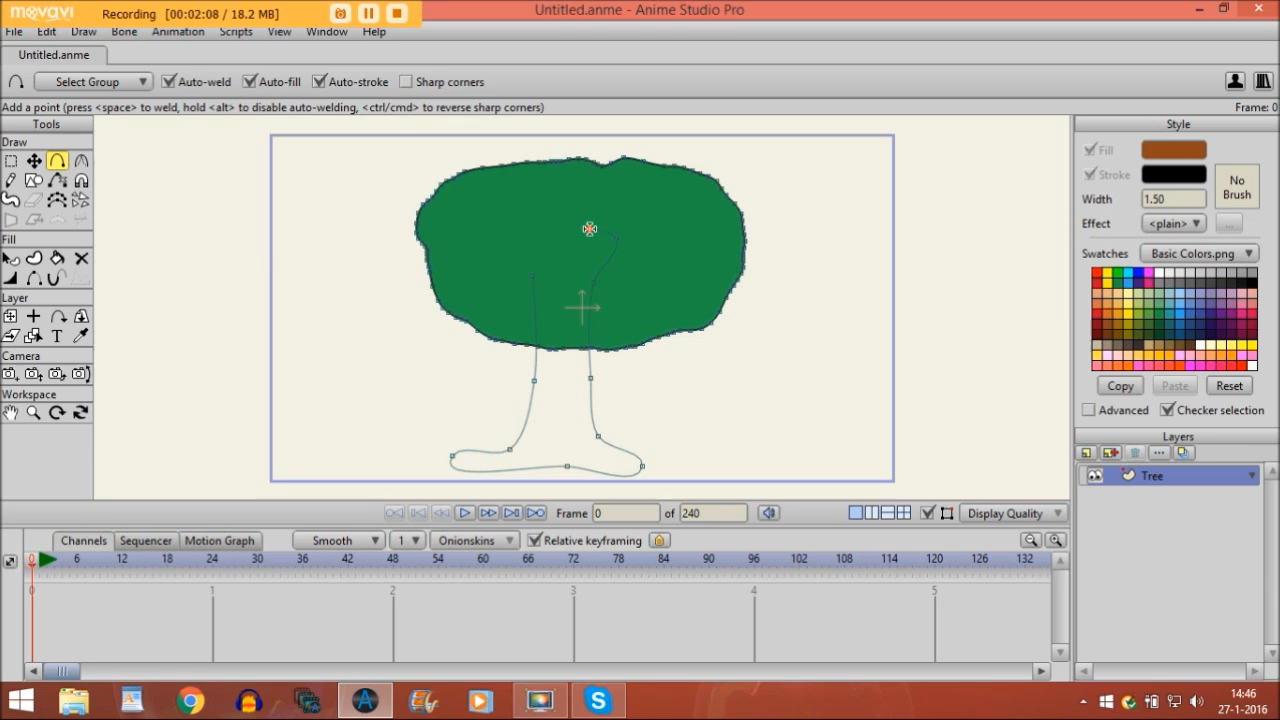 movavi Recording [00:02:08 / 18.2 MB] Untitled.anme - Anime Studio Pro
File Edit Draw Bone Animation Scripts View Window Help
Untitled.anme
Select Group Auto-weld Auto-fill Auto-stroke Sharp corners
Add a point (press <space> to weld, hold <alt> to disable auto-welding, <ctrl/cmd> to reverse sharp corners) Frame: 0
Tools
Draw
Fill
Layer
T
Camera
Workspace
Style
Fill
Stroke
No Brush
Width 1.50
Effect <plain> ...
Swatches Basic Colors.png
Copy Paste Reset
Advanced Checker selection
Layers
Tree
Frame 0 of 240 Display Quality
Channels Sequencer Motion Graph Smooth 1 Onionskins Relative keyframing
0 6 12 18 24 30 36 42 48 54 60 66 72 78 84 90 96 102 108 114 120 126 132
0 1 2 3 4 5
14:46
27-1-2016